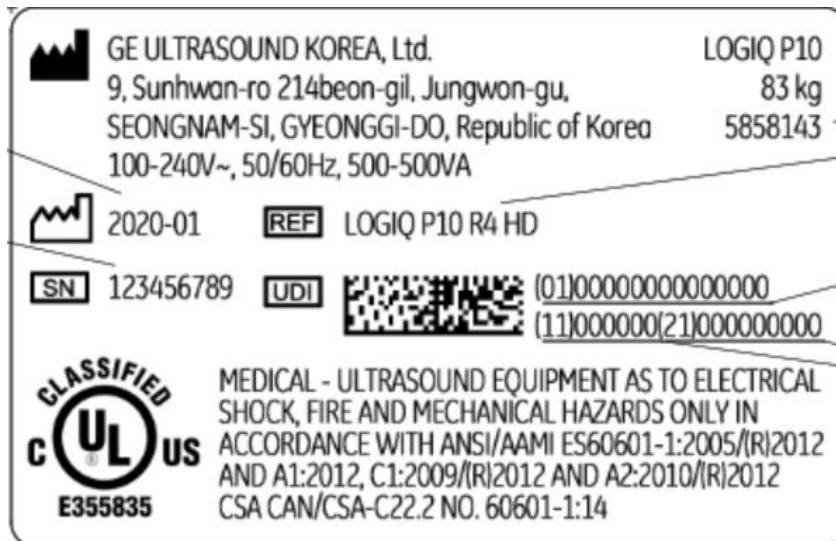 GE ULTRASOUND KOREA, Ltd.
LOGIQ P10
9, Sunhwan-ro 214beon-gil, Jungwon-gu,
83 kg
SEONGNAM-SI, GYEONGGI-DO, Republic of Korea
5858143
100-240V~, 50/60Hz, 500-500VA
2020-01
REF LOGIQ P10 R4 HD
SN 123456789
UDI
(01)00000000000000
(11)000000(21)000000000
CLASSIFIED
C UL US
®
E355835
MEDICAL - ULTRASOUND EQUIPMENT AS TO ELECTRICAL
SHOCK, FIRE AND MECHANICAL HAZARDS ONLY IN
ACCORDANCE WITH ANSI/AAMI ES60601-1:2005/(R)2012
AND A1:2012, C1:2009/(R)2012 AND A2:2010/(R)2012
CSA CAN/CSA-C22.2 NO. 60601-1:14